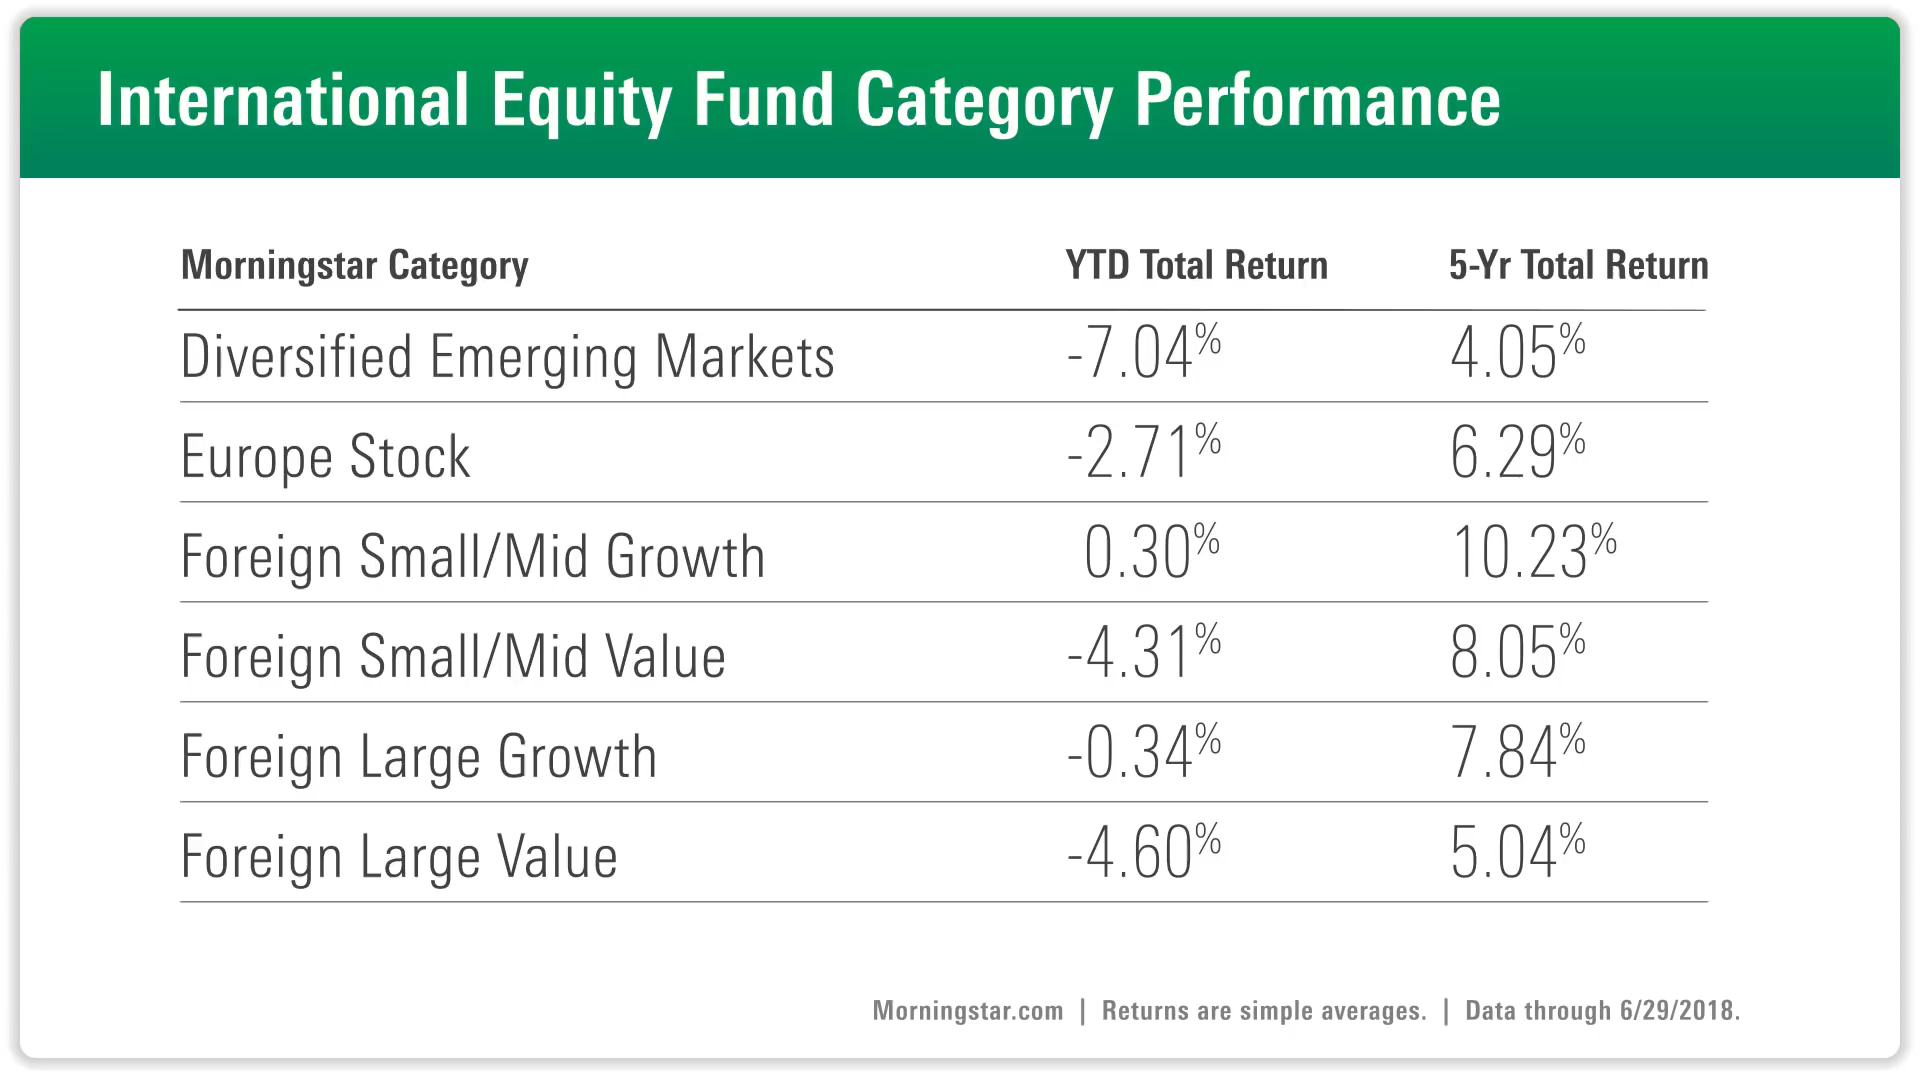 International Equity Fund Category Performance
Morningstar Category YTD Total Return 5-Yr Total Return
Diversified Emerging Markets -7.04% 4.05%
Europe Stock -2.71% 6.29%
Foreign Small/Mid Growth 0.30% 10.23%
Foreign Small/Mid Value -4.31% 8.05%
Foreign Large Growth -0.34% 7.84%
Foreign Large Value -4.60% 5.04%
Morningstar.com | Returns are simple averages. | Data through 6/29/2018.